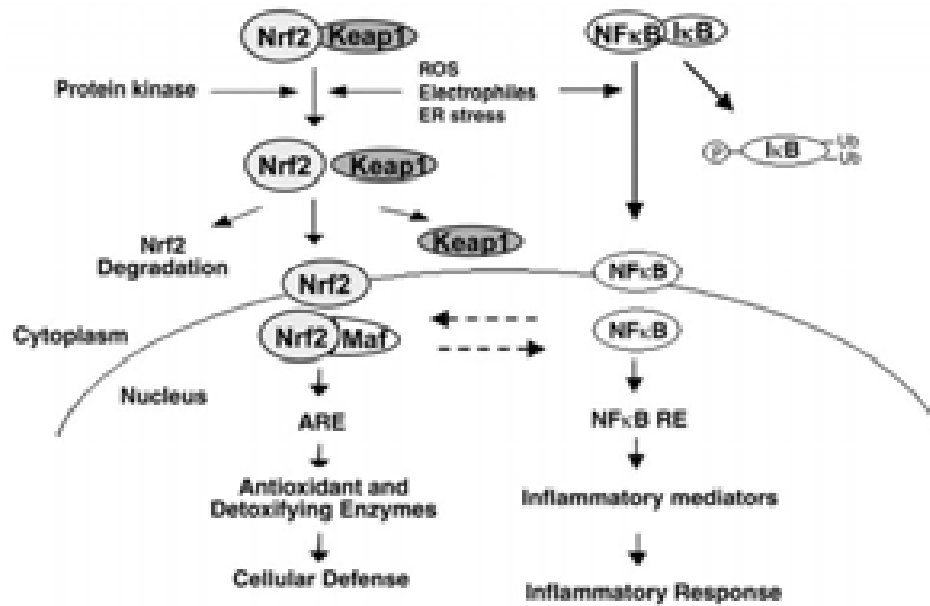 Nrf2 Keap1
NFκB IκB
Protein kinase
ROS
Electrophiles
ER stress
P IκB Ub
Ub
Nrf2 Keap1
Nrf2
Degradation
Keap1
Nrf2
NFκB
Cytoplasm
Nrf2 Maf
NFκB
Nucleus
ARE
NFκB RE
Antioxidant and
Detoxifying Enzymes
Inflammatory mediators
Cellular Defense
Inflammatory Response